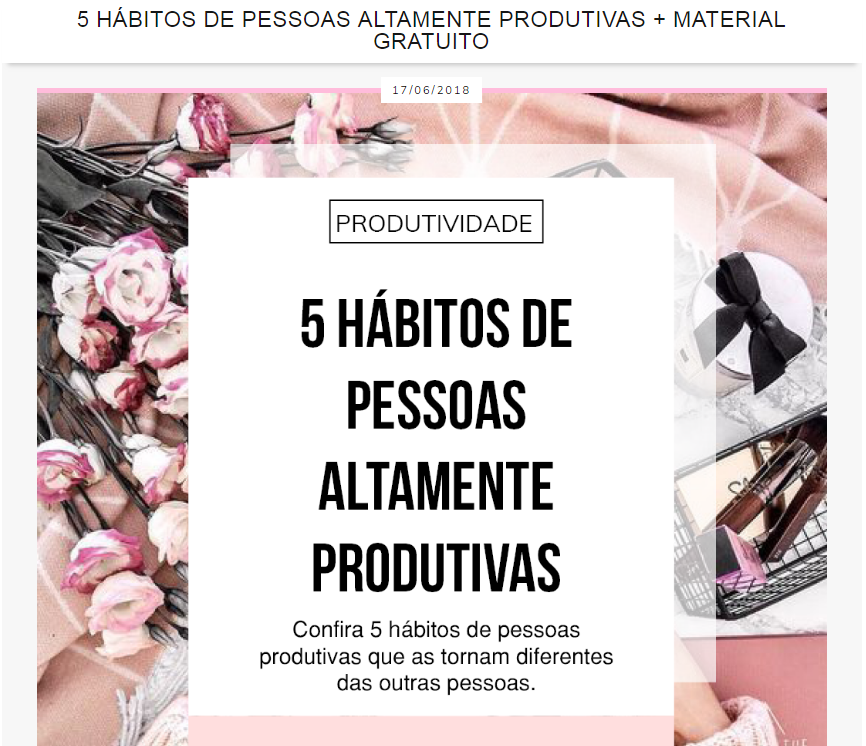 5 HÁBITOS DE PESSOAS ALTAMENTE PRODUTIVAS + MATERIAL
GRATUITO
17/06/2018
PRODUTIVIDADE
5 HÁBITOS DE
PESSOAS
ALTAMENTE
PRODUTIVAS
Confira 5 hábitos de pessoas
produtivas que as tornam diferentes
das outras pessoas.
THE